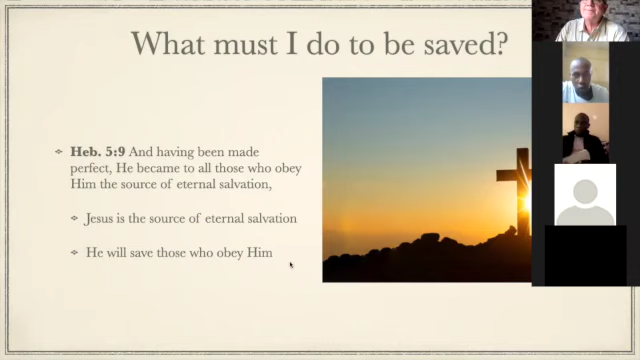 What must I do to be saved?
Heb. 5:9 And having been made
perfect, He became to all those who obey
Him the source of eternal salvation,
Jesus is the source of eternal salvation
He will save those who obey Him